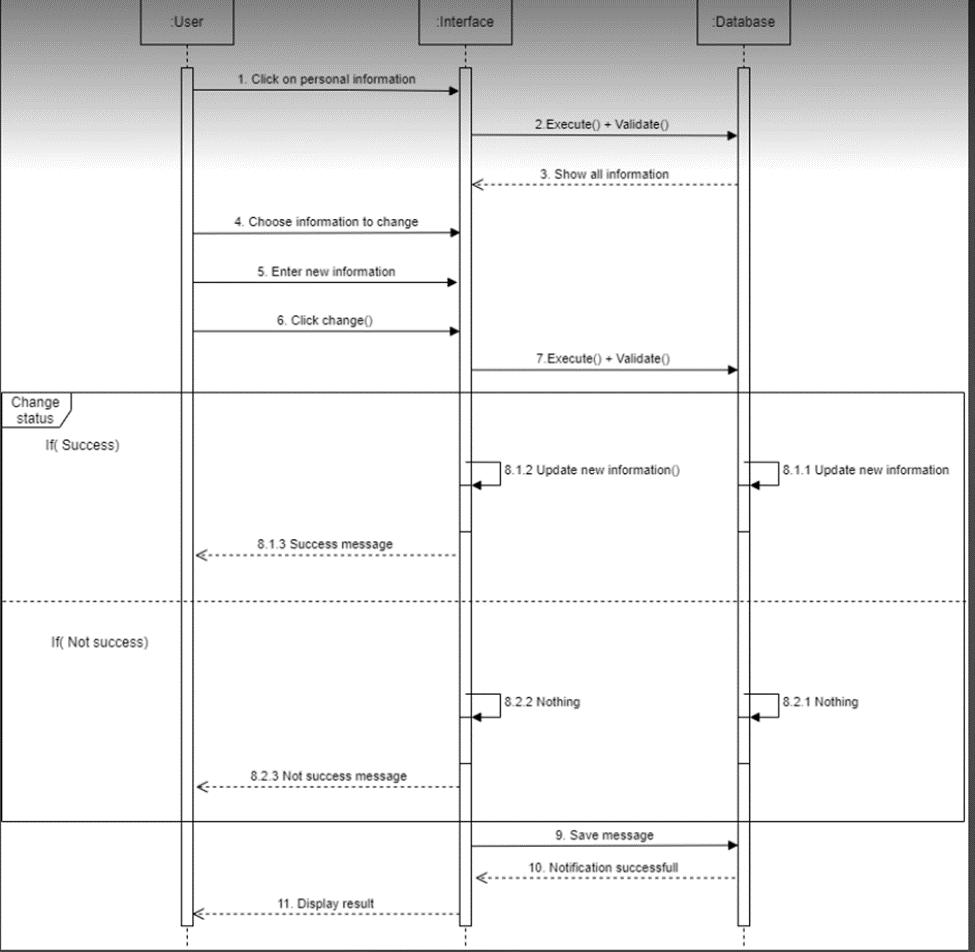 :User
:Interface
:Database
1. Click on personal information
2.Execute() + Validate()
3. Show all information
4. Choose information to change
5. Enter new information
6. Click change()
7.Execute() + Validate()
Change
status
If( Success)
8.1.2 Update new information()
8.1.1 Update new information
8.1.3 Success message
If( Not success)
8.2.2 Nothing
8.2.1 Nothing
8.2.3 Not success message
9. Save message
10. Notification successfull
11. Display result